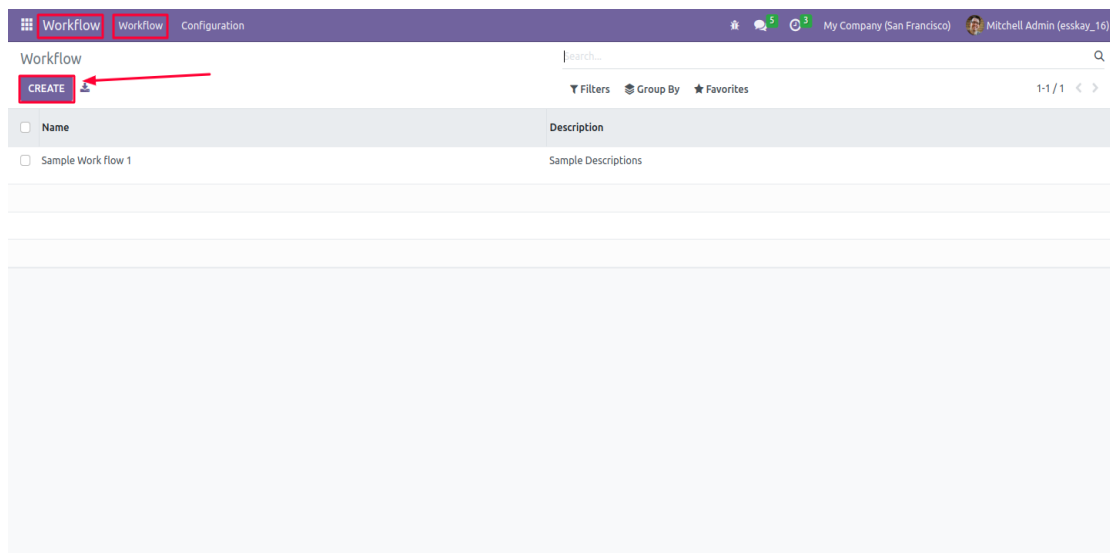 Workflow Workflow Configuration 5 3 My Company (San Francisco) Mitchell Admin (esskay_16)
Workflow Search...
CREATE Filters Group By Favorites 1-1 / 1
Name Description
Sample Work flow 1 Sample Descriptions